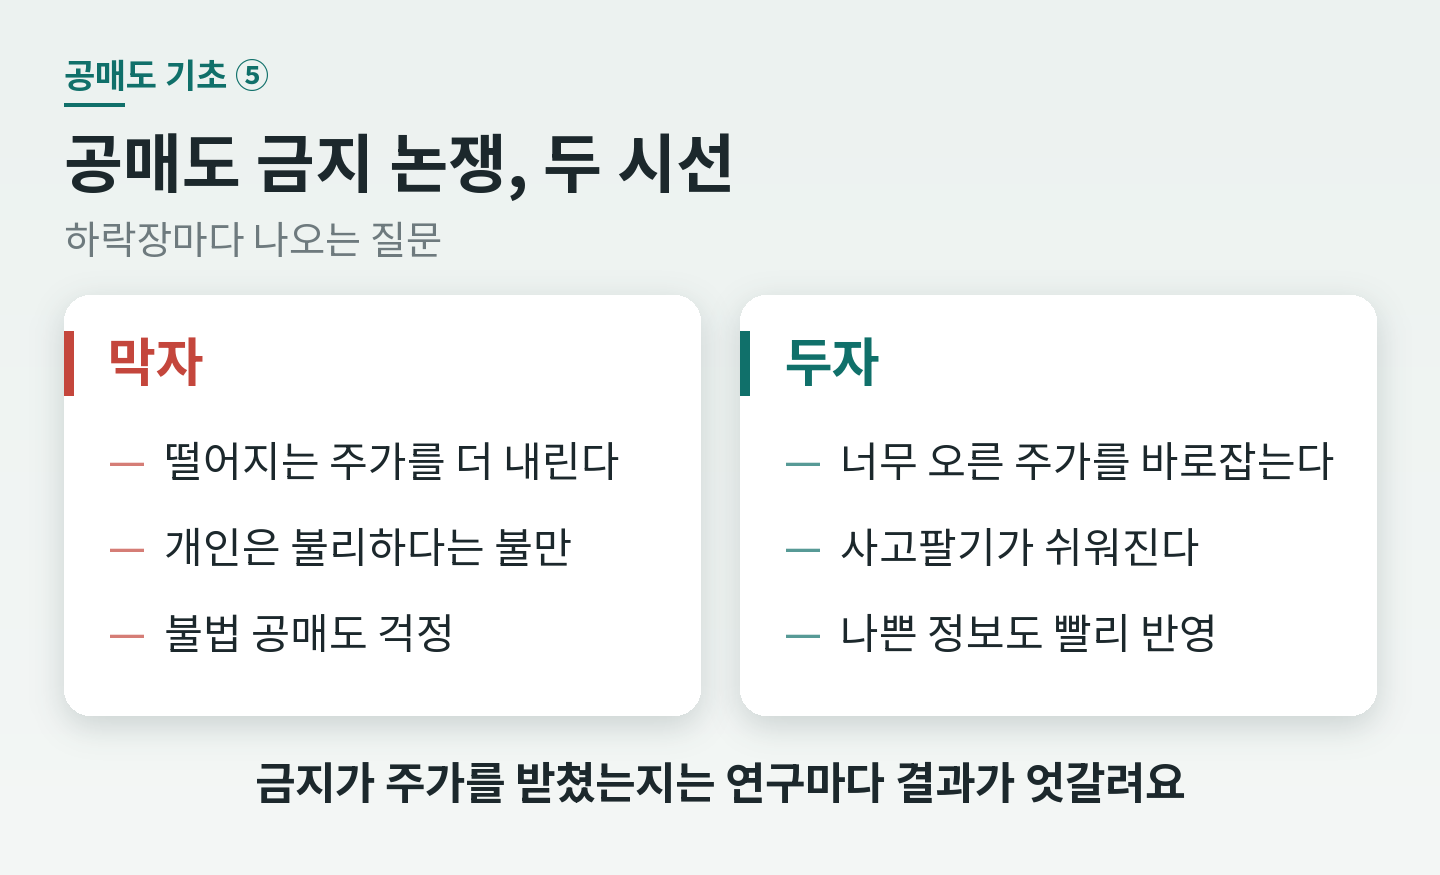 공매도 기초 ⑤
공매도 금지 논쟁, 두 시선
하락장마다 나오는 질문
막자
— 떨어지는 주가를 더 내린다
— 개인은 불리하다는 불만
— 불법 공매도 걱정
두자
— 너무 오른 주가를 바로잡는다
— 사고팔기가 쉬워진다
— 나쁜 정보도 빨리 반영
금지가 주가를 받쳤는지는 연구마다 결과가 엇갈려요